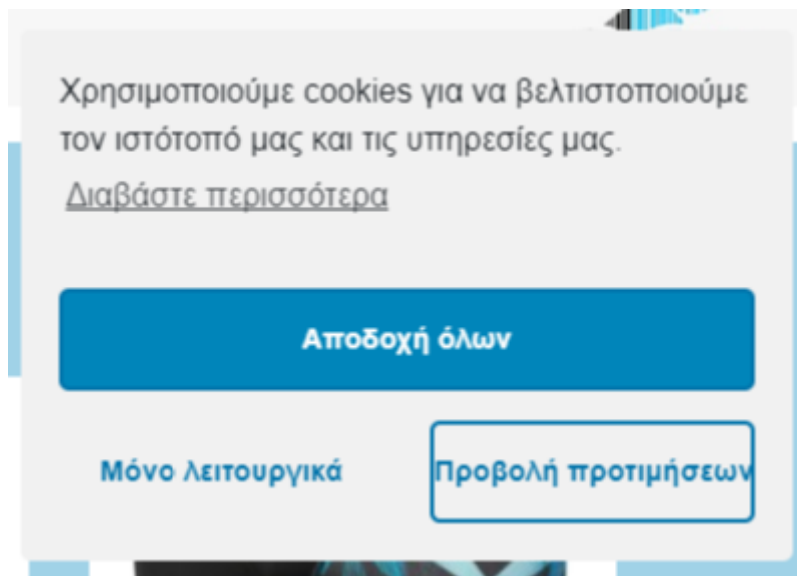 Χρησιμοποιούμε cookies για να βελτιστοποιούμε
τον ιστότοπό μας και τις υπηρεσίες μας.
Διαβάστε περισσότερα
Αποδοχή όλων
Μόνο λειτουργικά
Προβολή προτιμήσεων